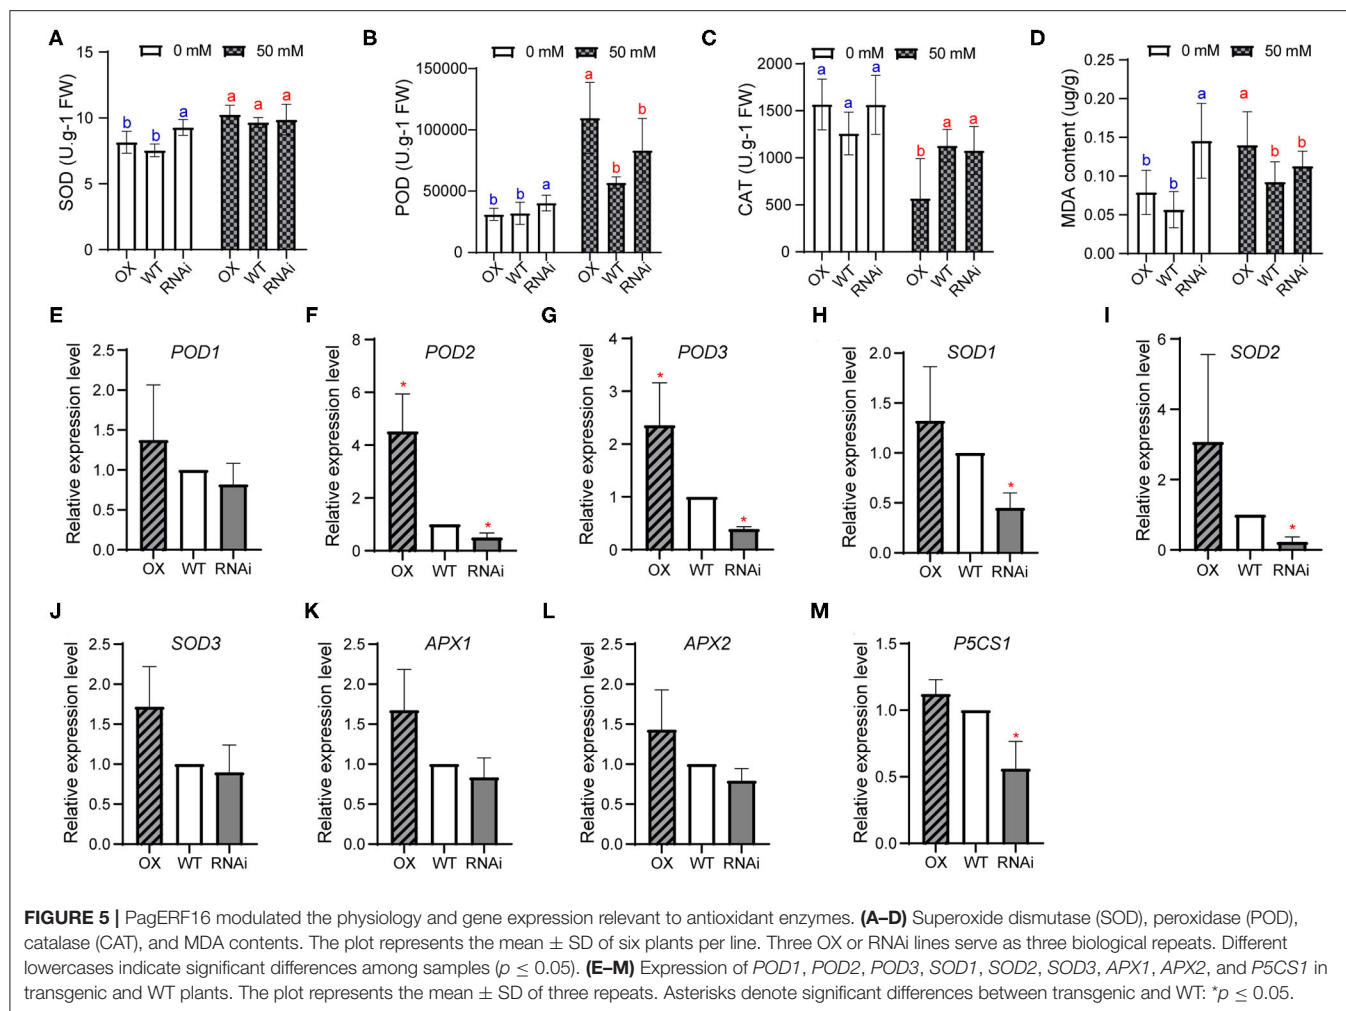 A
0 mM 50 mM
SOD (U.g-1 FW)
15
10
5
0
b b a a a a
OX WT RNAi OX WT RNAi
B
0 mM 50 mM
POD (U.g-1 FW)
150000
100000
50000
0
b b a a b b
OX WT RNAi OX WT RNAi
C
0 mM 50 mM
CAT (U.g-1 FW)
2000
1500
1000
500
0
a a a b a a
OX WT RNAi OX WT RNAi
D
0 mM 50 mM
MDA content (ug/g)
0.25
0.20
0.15
0.10
0.05
0.00
b b a a b b
OX WT RNAi OX WT RNAi
E
POD1
Relative expression level
2.5
2.0
1.5
1.0
0.5
0.0
OX WT RNAi
F
POD2
Relative expression level
8
6
4
2
0
* *
OX WT RNAi
G
POD3
Relative expression level
4
3
2
1
0
* *
OX WT RNAi
H
SOD1
Relative expression level
2.0
1.5
1.0
0.5
0.0
*
OX WT RNAi
I
SOD2
Relative expression level
6
4
2
0
*
OX WT RNAi
J
SOD3
Relative expression level
2.5
2.0
1.5
1.0
0.5
0.0
OX WT RNAi
K
APX1
Relative expression level
2.5
2.0
1.5
1.0
0.5
0.0
OX WT RNAi
L
APX2
Relative expression level
2.5
2.0
1.5
1.0
0.5
0.0
OX WT RNAi
M
P5CS1
Relative expression level
1.5
1.0
0.5
0.0
*
OX WT RNAi
FIGURE 5 | PagERF16 modulated the physiology and gene expression relevant to antioxidant enzymes. (A–D) Superoxide dismutase (SOD), peroxidase (POD),
catalase (CAT), and MDA contents. The plot represents the mean ± SD of six plants per line. Three OX or RNAi lines serve as three biological repeats. Different
lowercases indicate significant differences among samples (p ≤ 0.05). (E–M) Expression of POD1, POD2, POD3, SOD1, SOD2, SOD3, APX1, APX2, and P5CS1 in
transgenic and WT plants. The plot represents the mean ± SD of three repeats. Asterisks denote significant differences between transgenic and WT: *p ≤ 0.05.